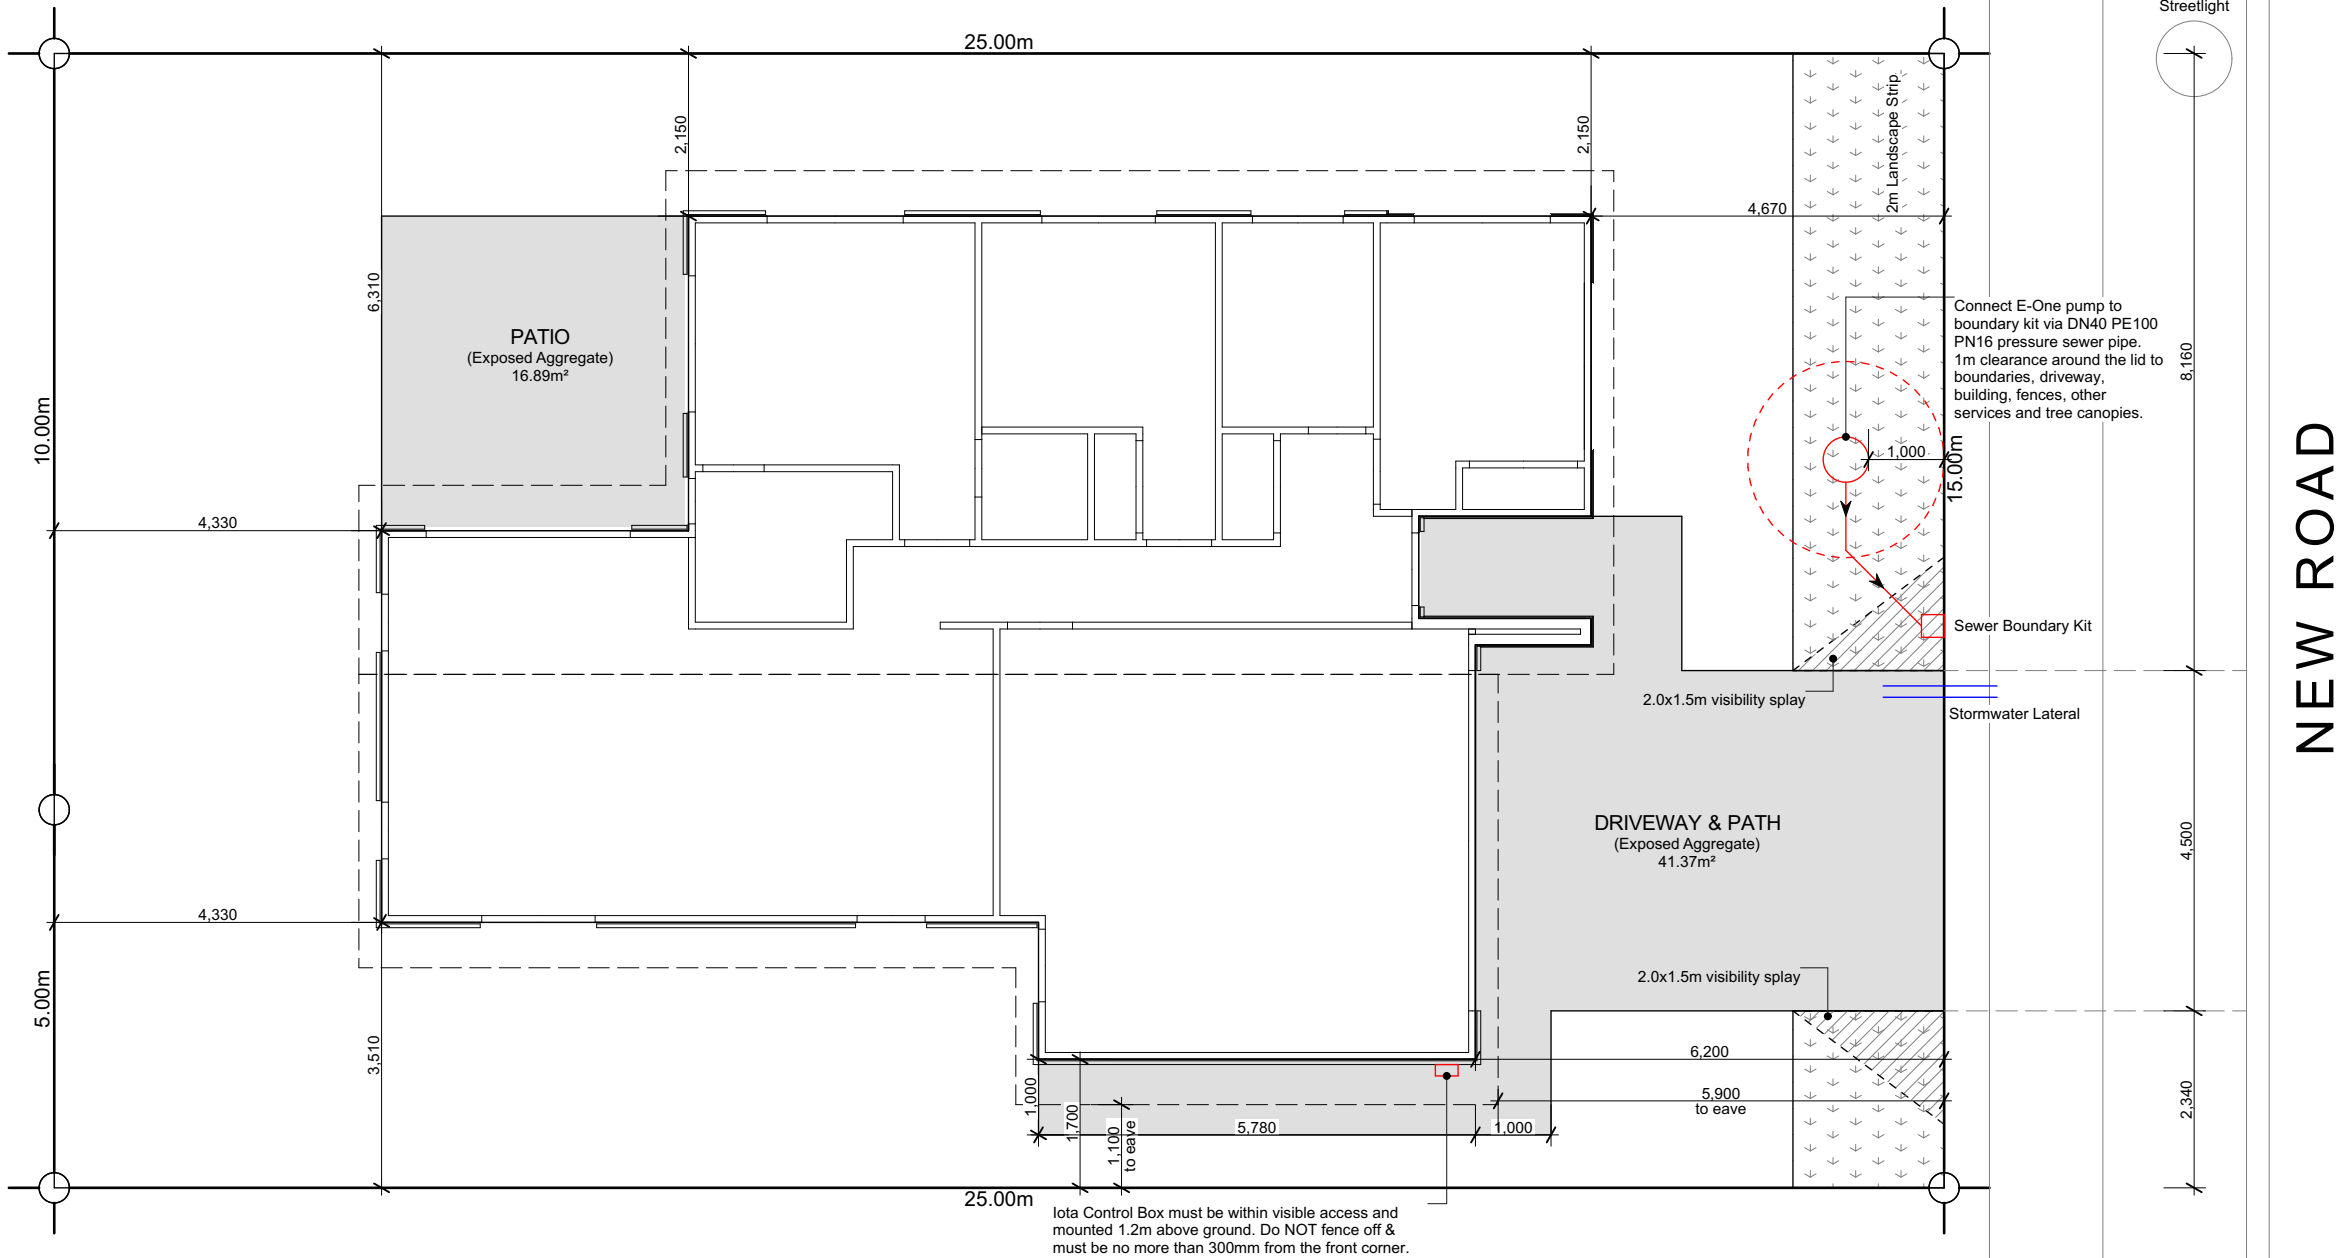 Streetlight
25.00m
2,150
2,150
2m Landscape Strip
4,670
6,310
PATIO
(Exposed Aggregate)
16.89m²
Connect E-One pump to
boundary kit via DN40 PE100
PN16 pressure sewer pipe.
1m clearance around the lid to
boundaries, driveway,
building, fences, other
services and tree canopies.
8,160
10.00m
1,000
15.00m
NEW ROAD
4,330
Sewer Boundary Kit
2.0x1.5m visibility splay
Stormwater Lateral
DRIVEWAY & PATH
(Exposed Aggregate)
41.37m²
4,500
4,330
5.00m
2.0x1.5m visibility splay
3,510
6,200
1,000
1,700
1,100
to eave
5,780
1,000
5,900
to eave
2,340
25.00m
Iota Control Box must be within visible access and
mounted 1.2m above ground. Do NOT fence off &
must be no more than 300mm from the front corner.